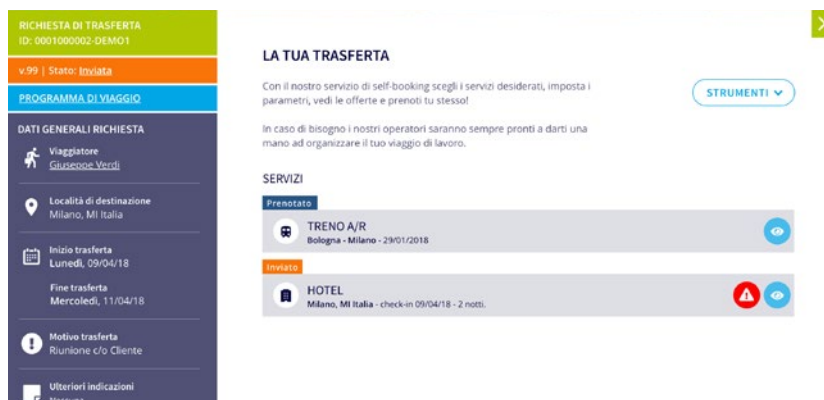 RICHIESTA DI TRASFERTA
ID: 0001000002-DEMO1
v.99 | Stato: Inviata
PROGRAMMA DI VIAGGIO
DATI GENERALI RICHIESTA
Viaggiatore
Giuseppe Verdi
Località di destinazione
Milano, MI Italia
Inizio trasferta
Lunedì, 09/04/18
Fine trasferta
Mercoledì, 11/04/18
Motivo trasferta
Riunione c/o Cliente
Ulteriori indicazioni
LA TUA TRASFERTA
Con il nostro servizio di self-booking scegli i servizi desiderati, imposta i
parametri, vedi le offerte e prenoti tu stesso!
In caso di bisogno i nostri operatori saranno sempre pronti a darti una
mano ad organizzare il tuo viaggio di lavoro.
STRUMENTI
SERVIZI
Prenotato
TRENO A/R
Bologna - Milano - 29/01/2018
Inviato
HOTEL
Milano, MI Italia - check-in 09/04/18 - 2 notti.